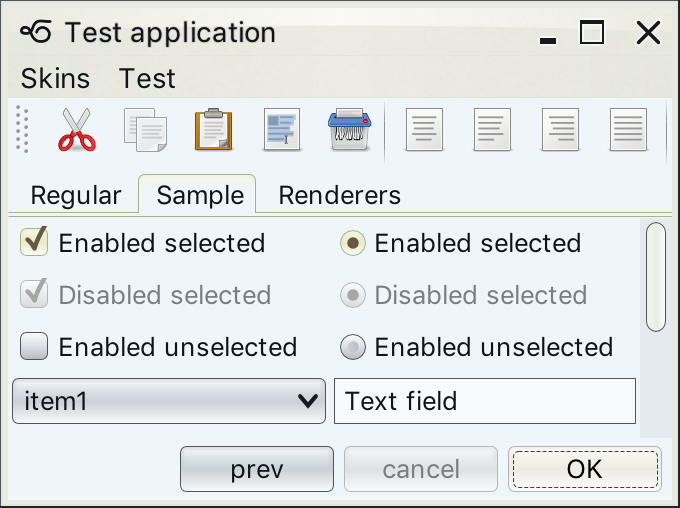 Test application
Skins Test
Regular Sample Renderers
Enabled selected Enabled selected
Disabled selected Disabled selected
Enabled unselected Enabled unselected
item1 Text field
prev cancel OK